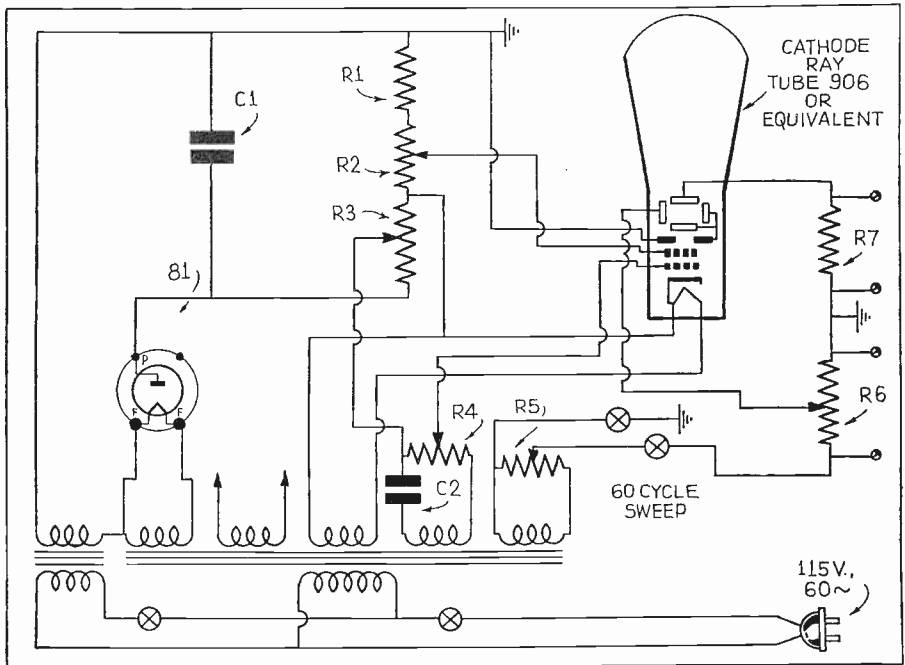 R1
C1
R2
R3
81
P
F F
R4
C2
R5
CATHODE
RAY
TUBE 906
OR
EQUIVALENT
R7
R6
60 CYCLE
SWEEP
115V.,
60~